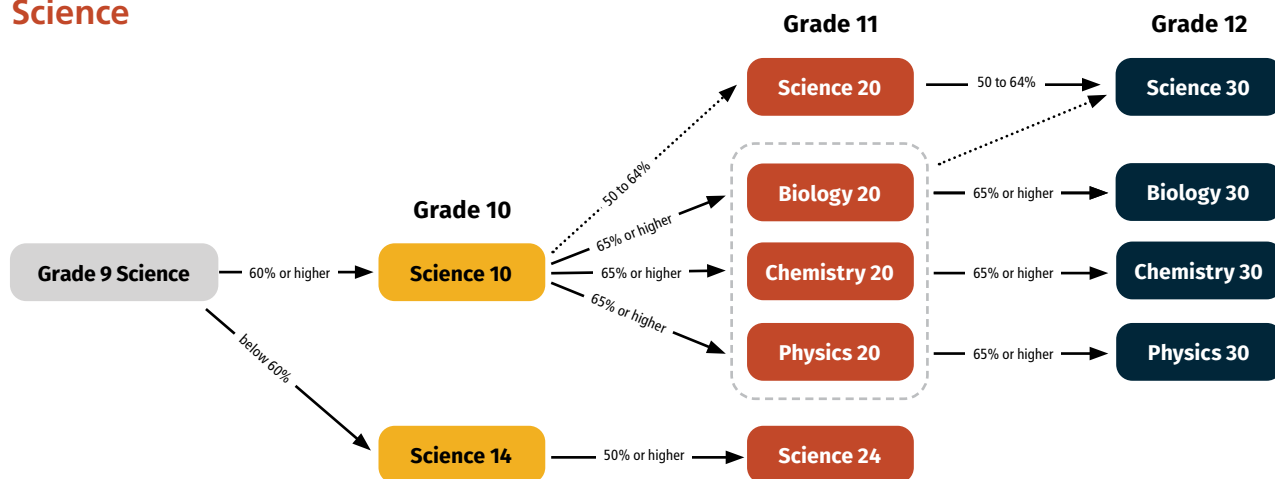 Science
Grade 11
Grade 12
Science 20
50 to 64%
Science 30
50 to 64%
Grade 10
Biology 20
65% or higher
Biology 30
65% or higher
Grade 9 Science
60% or higher
Science 10
65% or higher
Chemistry 20
65% or higher
Chemistry 30
65% or higher
Physics 20
65% or higher
Physics 30
below 60%
Science 14
50% or higher
Science 24